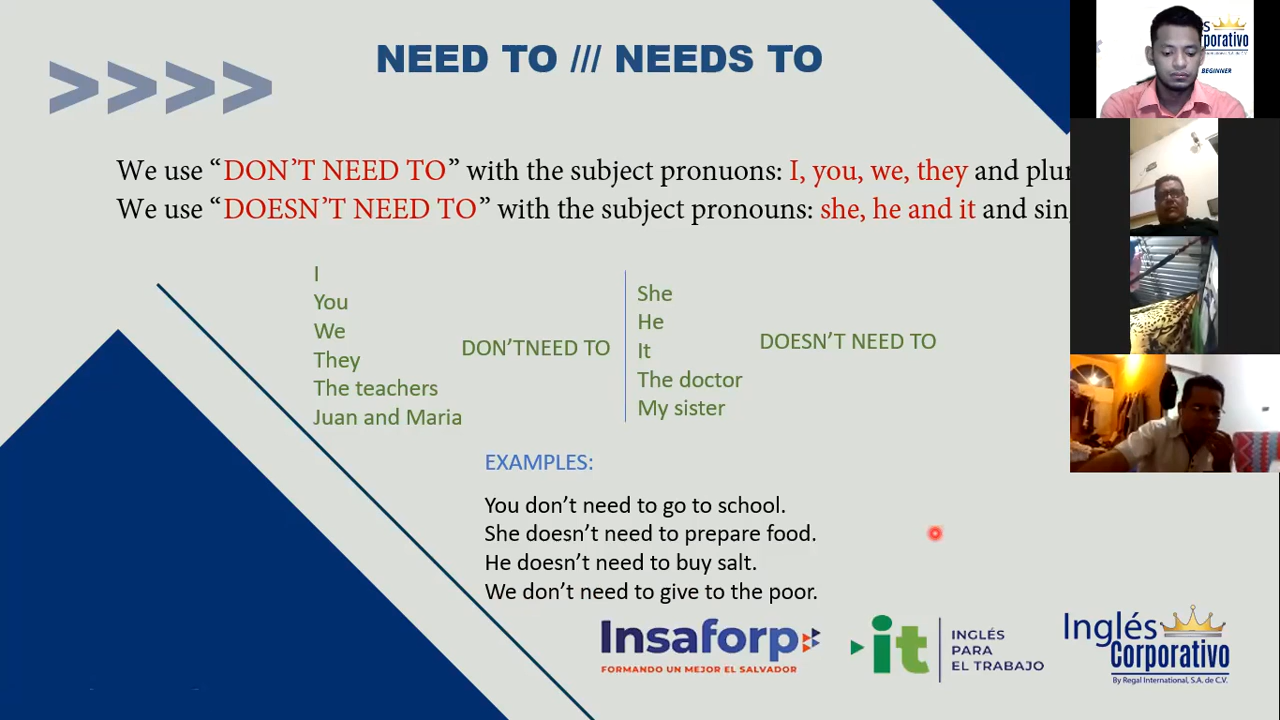 NEED TO /// NEEDS TO
We use “DON’T NEED TO” with the subject pronuons: I, you, we, they and
We use “DOESN’T NEED TO” with the subject pronouns: she, he and it and
I
You
We
They
The teachers
Juan and Maria
DON’TNEED TO
She
He
It
The doctor
My sister
DOESN’T NEED TO
EXAMPLES:
You don’t need to go to school.
She doesn’t need to prepare food.
He doesn’t need to buy salt.
We don’t need to give to the poor.
Insaforp
FORMANDO UN MEJOR EL SALVADOR
it
INGLÉS
PARA
EL TRABAJO
Inglés
Corporativo
By Regal International, S.A. de C.V.
BEGINNER